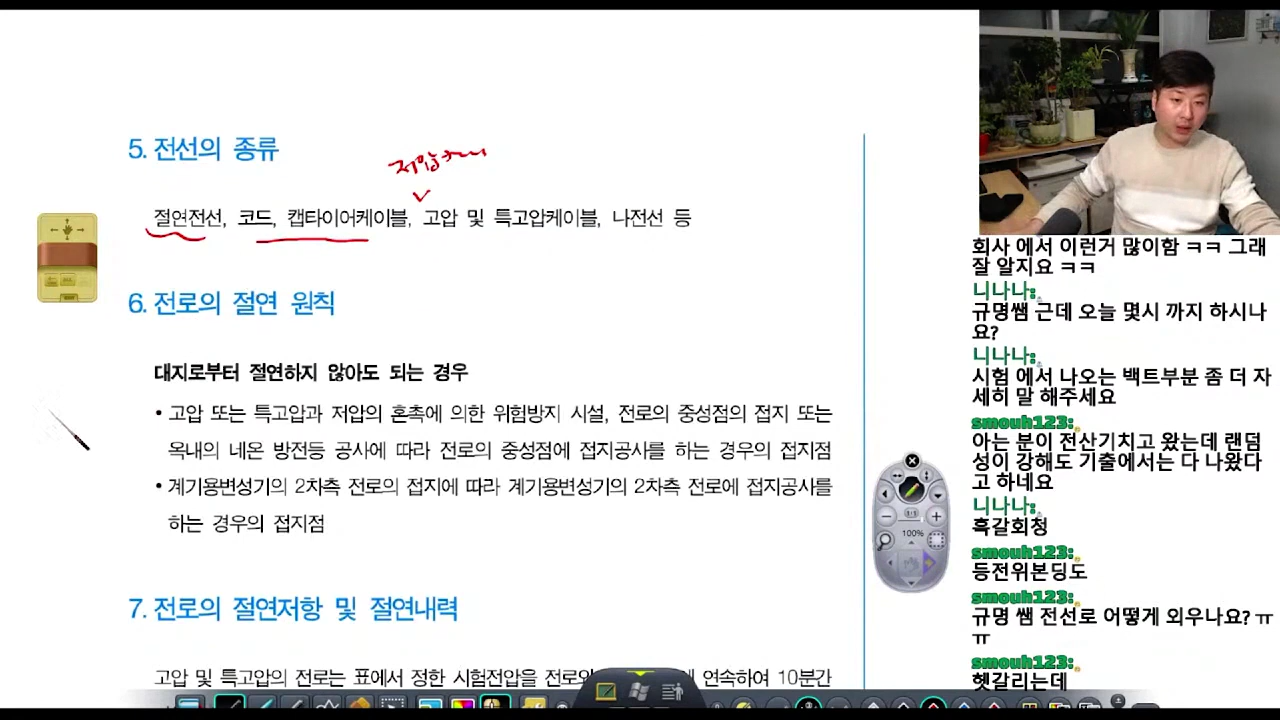 5. 전선의 종류
저압케이블
절연전선, 코드, 캡타이어케이블, 고압 및 특고압케이블, 나전선 등
6. 전로의 절연 원칙
대지로부터 절연하지 않아도 되는 경우
• 고압 또는 특고압과 저압의 혼촉에 의한 위험방지 시설, 전로의 중성점의 접지 또는
옥내의 네온 방전등 공사에 따라 전로의 중성점에 접지공사를 하는 경우의 접지점
• 계기용변성기의 2차측 전로의 접지에 따라 계기용변성기의 2차측 전로에 접지공사를
하는 경우의 접지점
7. 전로의 절연저항 및 절연내력
고압 및 특고압의 전로는 표에서 정한 시험전압을 연속하여 10분간
100%
회사 에서 이런거 많이함 ㅋㅋ 그래
잘 알지요 ㅋㅋ
니나나:
규명쌤 근데 오늘 몇시 까지 하시나
요?
니나나:
시험 에서 나오는 백트부분 좀 더 자
세히 말 해주세요
smouh123:
아는 분이 전산기치고 왔는데 랜덤
성이 강해도 기출에서는 다 나왔다
고 하네요
니나나:
흑갈회청
smouh123:
등전위본딩도
smouh123:
규명 쌤 전선로 어떻게 외우나요? ㅠ
ㅠ
smouh123:
헷갈리는데